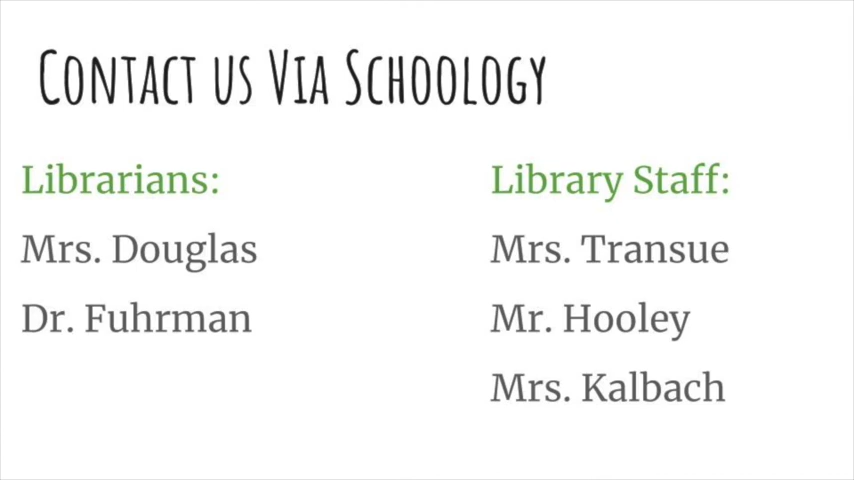 Contact us Via Schoology
Librarians:
Mrs. Douglas
Dr. Fuhrman
Library Staff:
Mrs. Transue
Mr. Hooley
Mrs. Kalbach